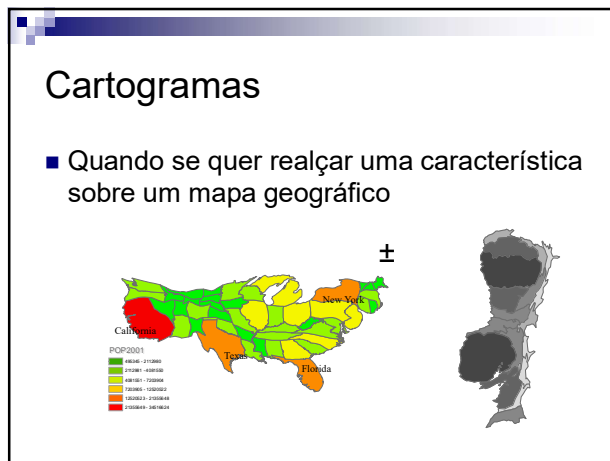 Cartogramas
Quando se quer realçar uma característica
sobre um mapa geográfico
±
New York
California
Texas
Florida
POP2001